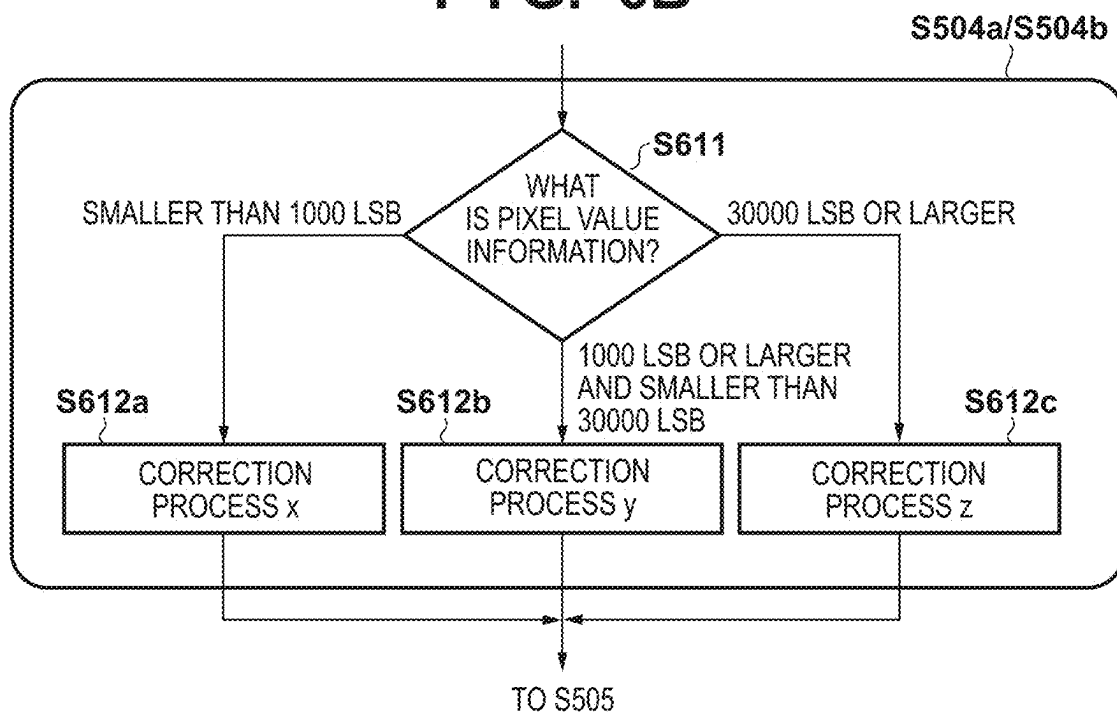 S504a/S504b
S611
WHAT
IS PIXEL VALUE
INFORMATION?
SMALLER THAN 1000 LSB
30000 LSB OR LARGER
1000 LSB OR LARGER
AND SMALLER THAN
30000 LSB
S612a
CORRECTION
PROCESS x
S612b
CORRECTION
PROCESS y
S612c
CORRECTION
PROCESS z
TO S505